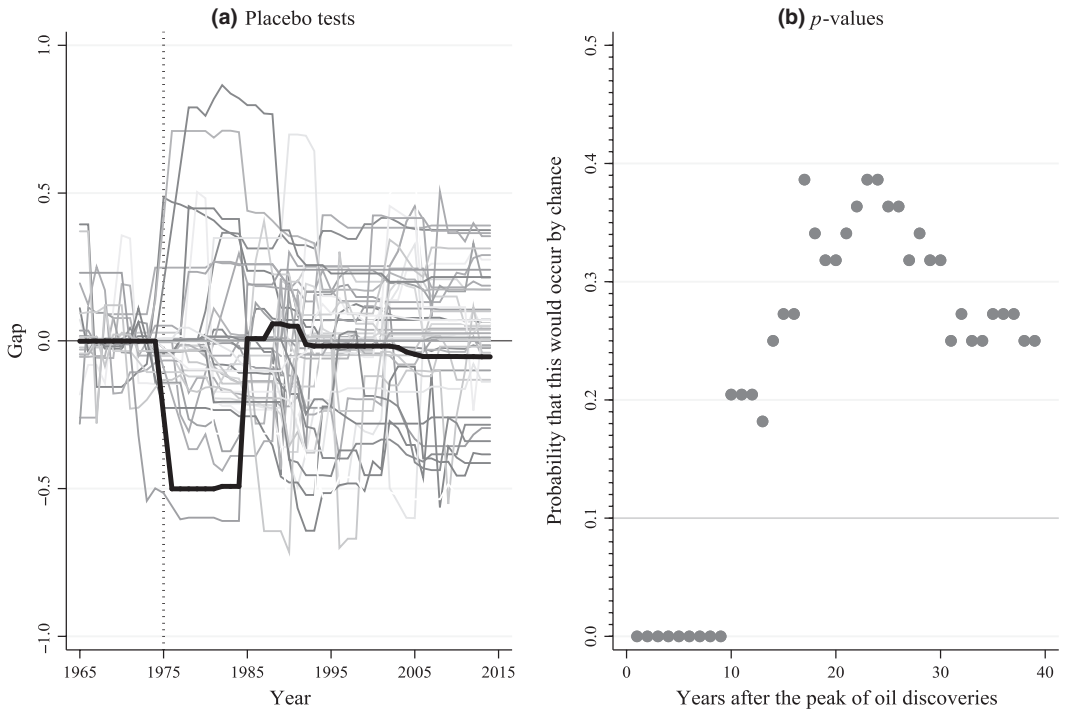 (a) Placebo tests
Gap
1.0
0.5
0.0
−0.5
−1.0
1965 1975 1985 1995 2005 2015
Year
(b) p-values
Probability that this would occur by chance
0.5
0.4
0.3
0.2
0.1
0.0
0 10 20 30 40
Years after the peak of oil discoveries